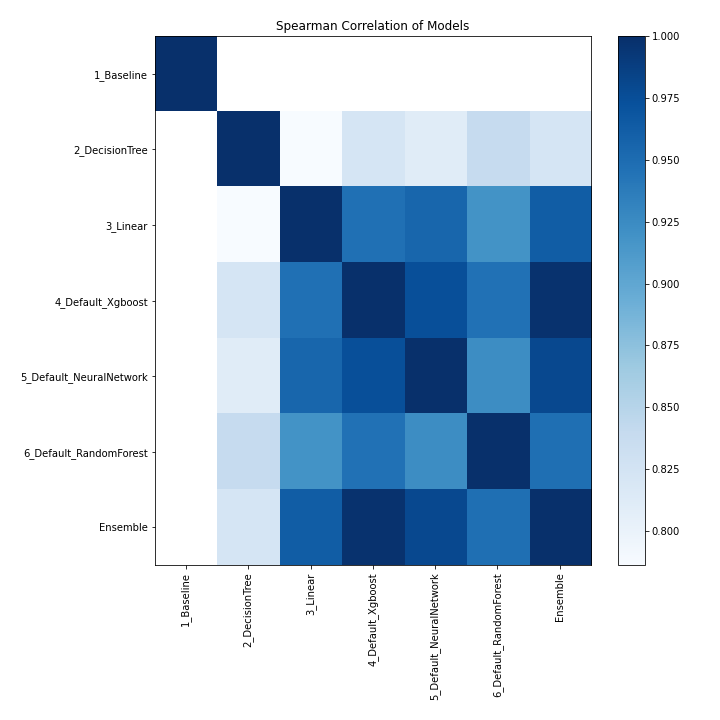 Spearman Correlation of Models
1_Baseline
2_DecisionTree
3_Linear
4_Default_Xgboost
5_Default_NeuralNetwork
6_Default_RandomForest
Ensemble
1_Baseline
2_DecisionTree
3_Linear
4_Default_Xgboost
5_Default_NeuralNetwork
6_Default_RandomForest
Ensemble
1.000
0.975
0.950
0.925
0.900
0.875
0.850
0.825
0.800